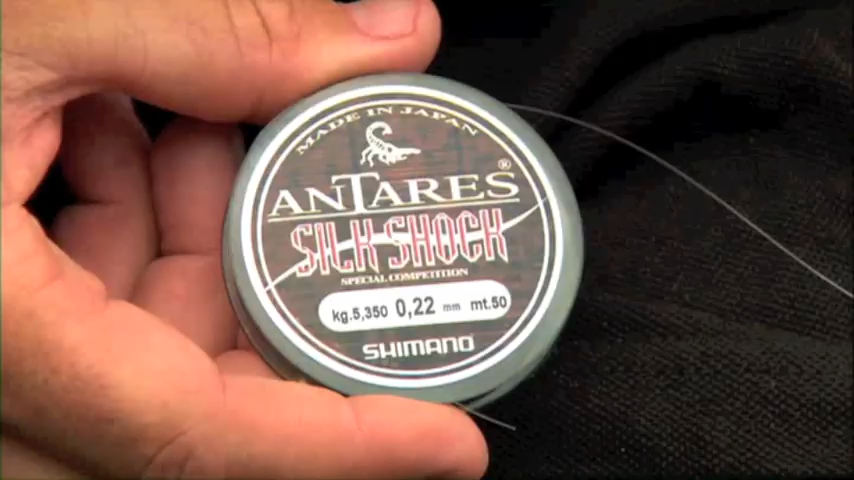 MADE IN JAPAN
ANTARES®
SILK SHOCK
SPECIAL COMPETITION
kg.5,350 0,22 mm mt.50
SHIMANO